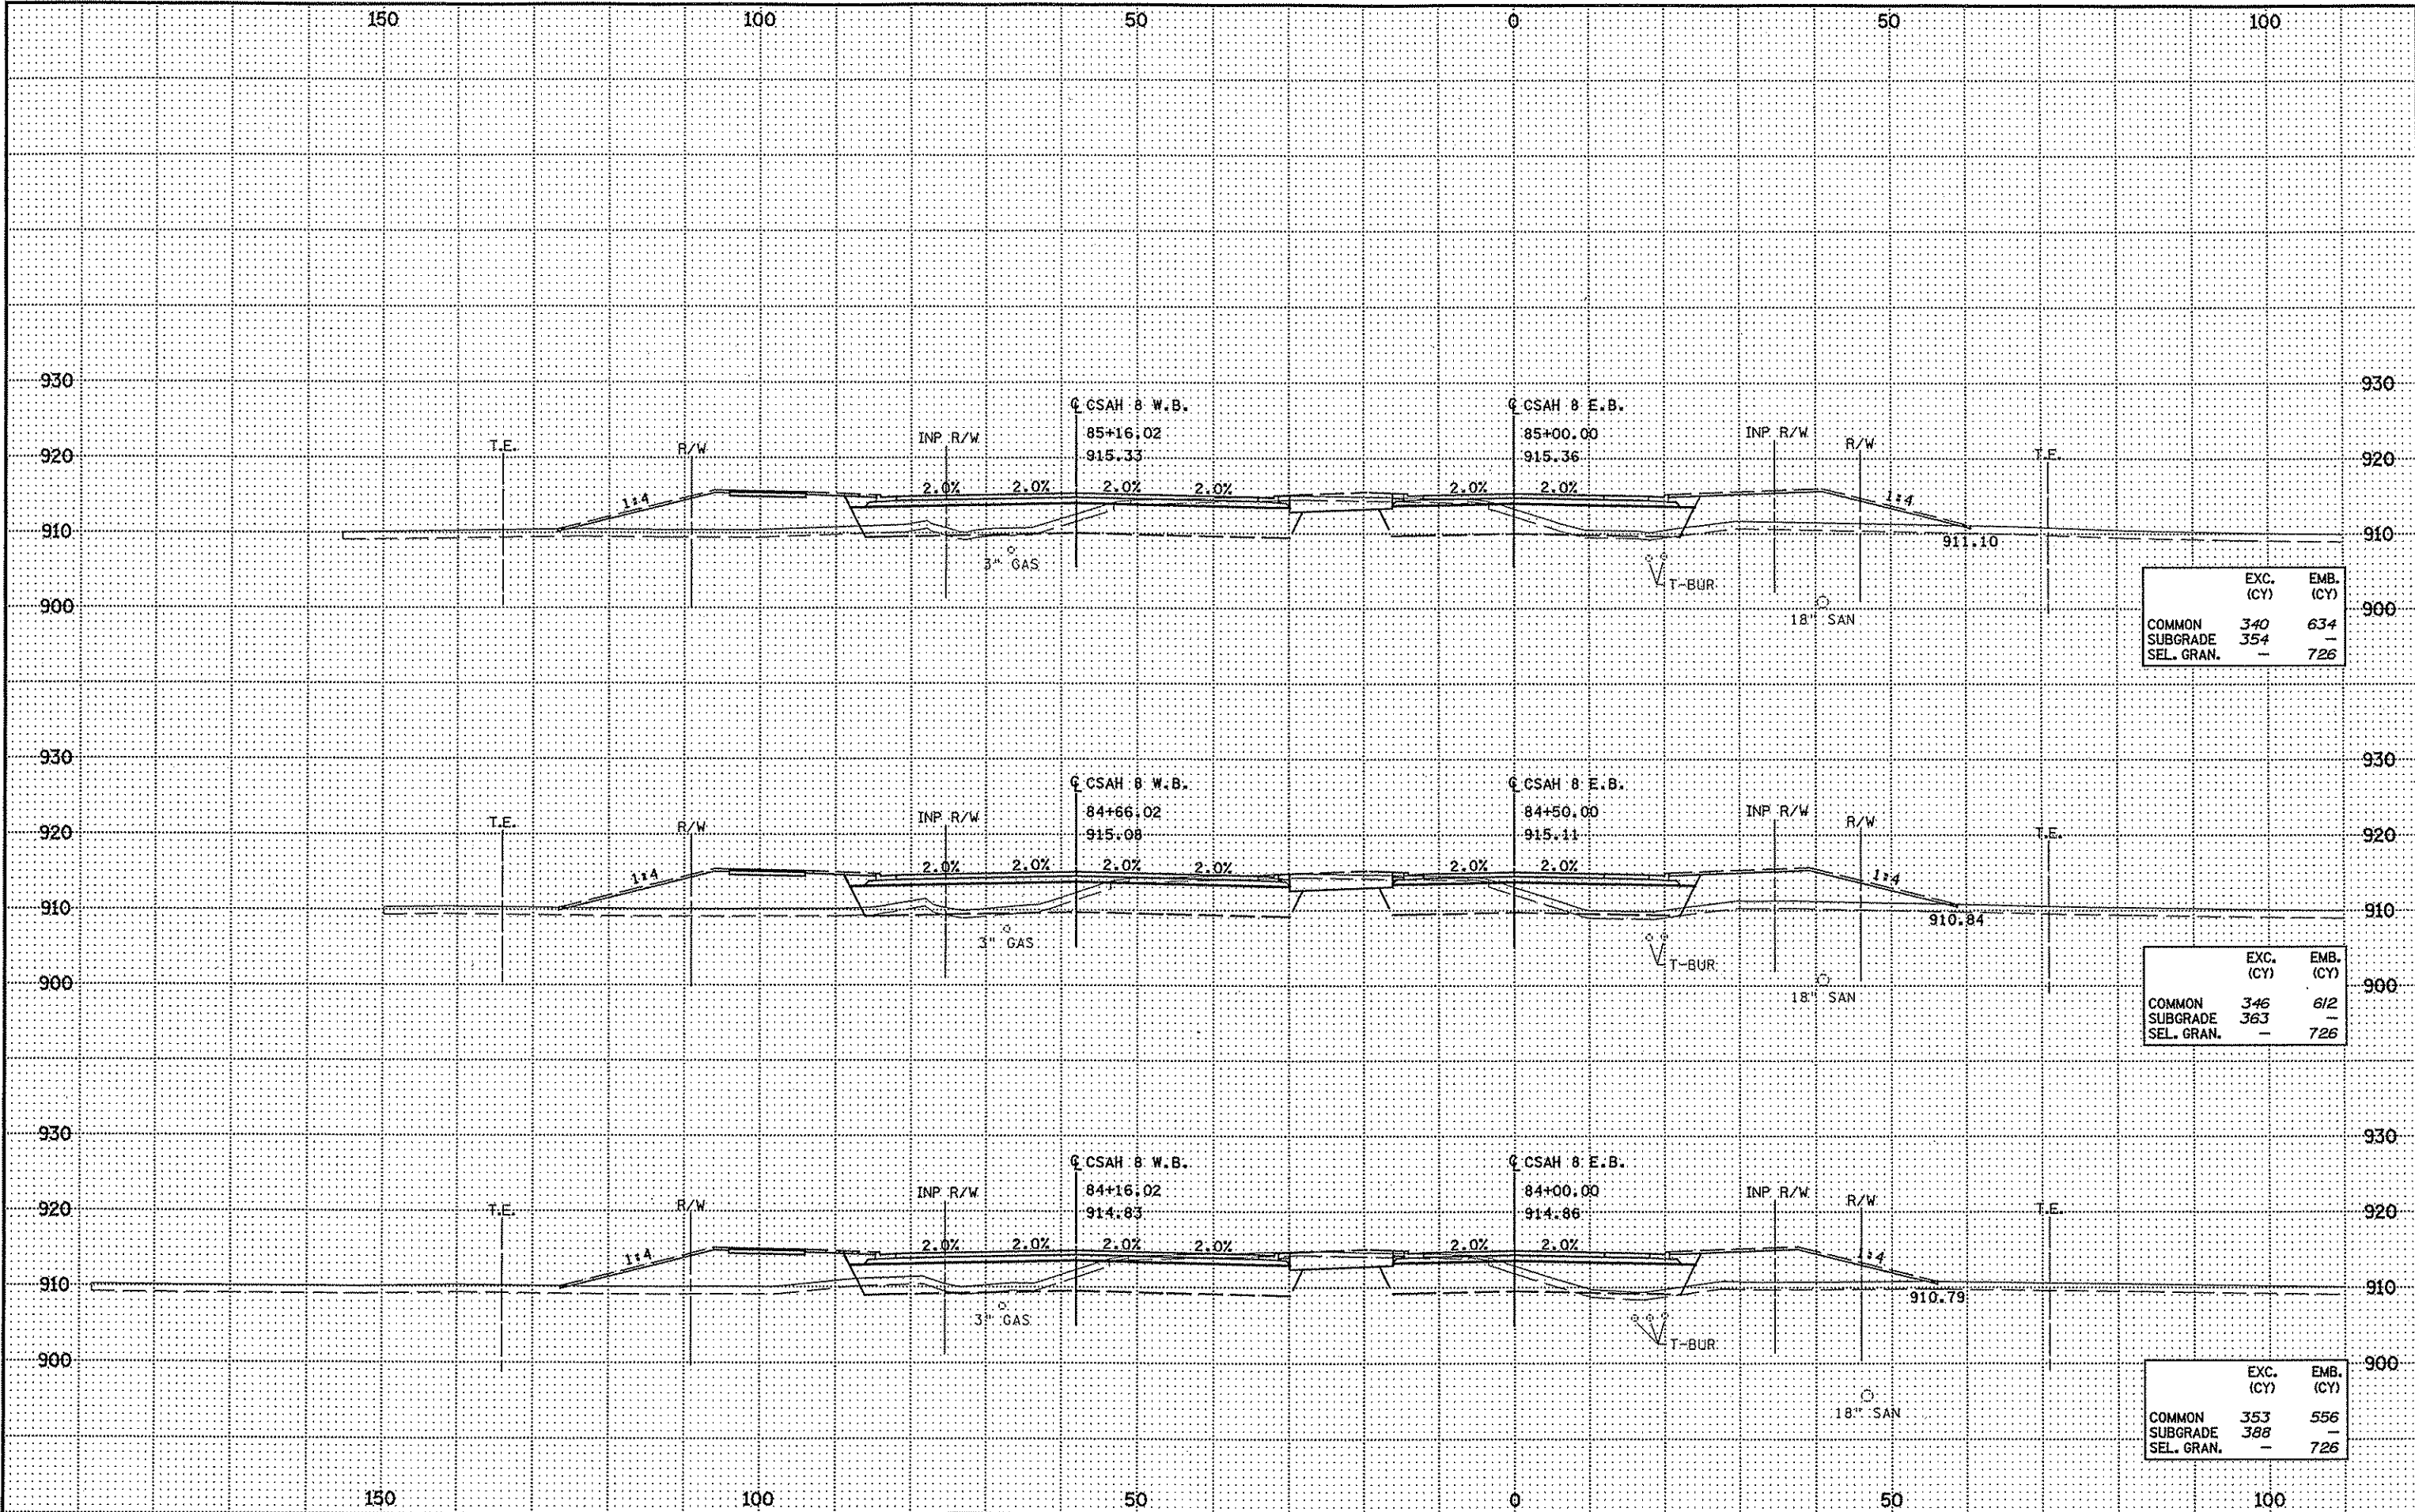 150 100 50 0 50 100
930 930
℄ CSAH 8 W.B. ℄ CSAH 8 E.B.
85+16.02 85+00.00
INP R/W INP R/W
T.E. R/W R/W T.E.
920 915.33 915.36 920
1:4 2.0% 2.0% 2.0% 2.0% 2.0% 2.0% 1:4
910 910
911.10
3" GAS T-BUR
900 900
18" SAN
EXC. EMB.
(CY) (CY)
COMMON 340 634
SUBGRADE 354 –
SEL. GRAN. – 726
930 930
℄ CSAH 8 W.B. ℄ CSAH 8 E.B.
84+66.02 84+50.00
INP R/W INP R/W
T.E. R/W R/W T.E.
920 915.08 915.11 920
1:4 2.0% 2.0% 2.0% 2.0% 2.0% 2.0% 1:4
910 910
910.84
3" GAS T-BUR
900 900
18" SAN
EXC. EMB.
(CY) (CY)
COMMON 346 612
SUBGRADE 363 –
SEL. GRAN. – 726
930 930
℄ CSAH 8 W.B. ℄ CSAH 8 E.B.
84+16.02 84+00.00
INP R/W INP R/W
T.E. R/W R/W T.E.
920 914.83 914.86 920
1:4 2.0% 2.0% 2.0% 2.0% 2.0% 2.0% 1:4
910 910
910.79
3" GAS T-BUR
900 900
18" SAN
EXC. EMB.
(CY) (CY)
COMMON 353 556
SUBGRADE 388 –
SEL. GRAN. – 726
150 100 50 0 50 100